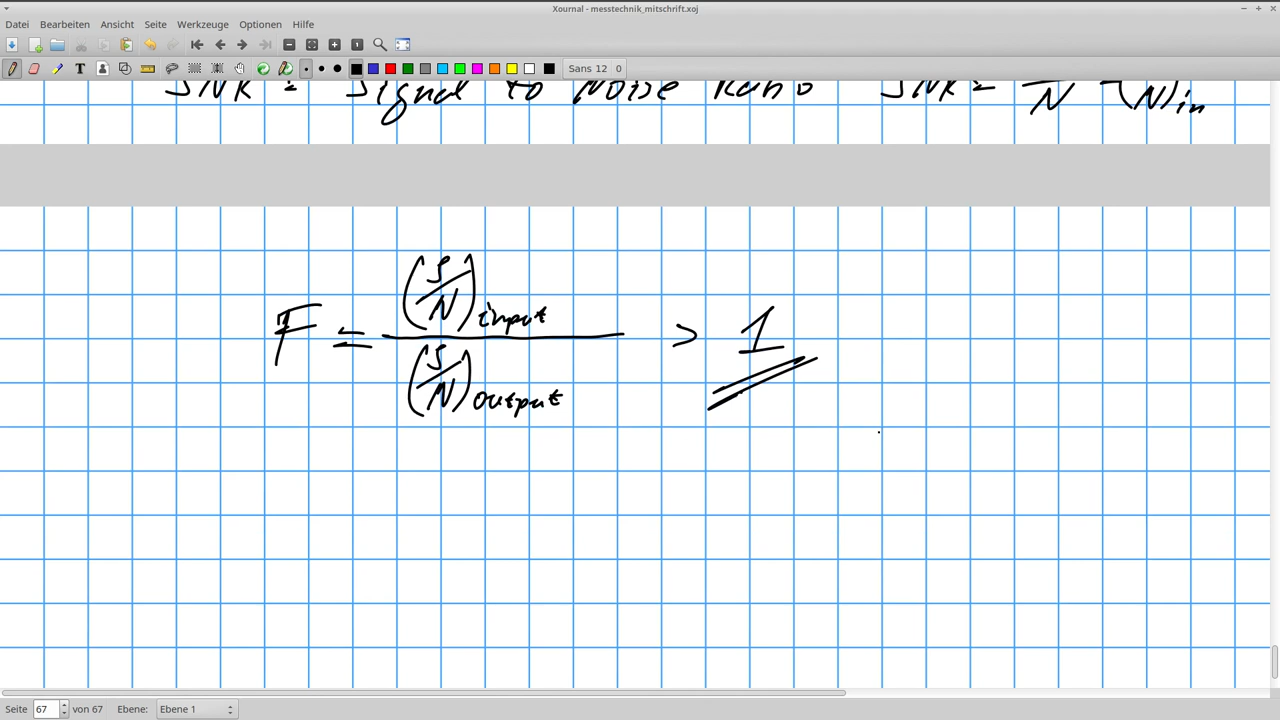 Xournal - messtechnik_mitschrift.xoj
Datei Bearbeiten Ansicht Seite Werkzeuge Optionen Hilfe
Sans 12 0
SNR = Signal to Noise Ratio SNR = — N (N)in
F = (S/N)input / (S/N)output > 1
Seite 67 von 67 Ebene: Ebene 1